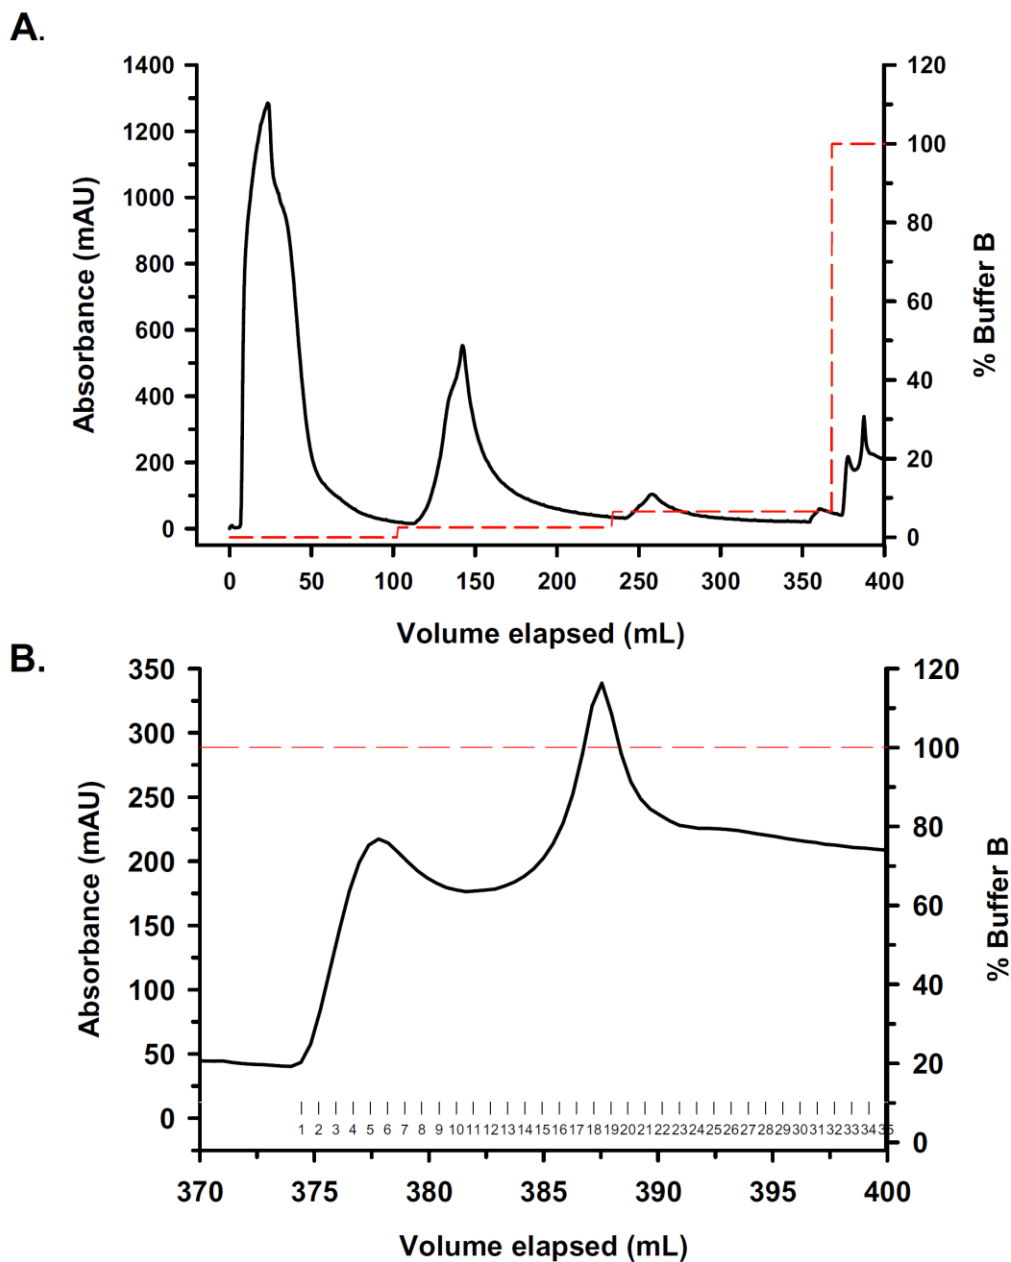 A.
1400 120
1200 100
1000 80
800 60
600 40
400 20
200 0
0
Absorbance (mAU)
% Buffer B
0 50 100 150 200 250 300 350 400
Volume elapsed (mL)
B.
350 120
300 100
250 80
200 60
150 40
100 20
50 0
0
Absorbance (mAU)
% Buffer B
1 2 3 4 5 6 7 8 9 10 11 12 13 14 15 16 17 18 19 20 21 22 23 24 25 26 27 28 29 30 31 32 33 34 35
370 375 380 385 390 395 400
Volume elapsed (mL)